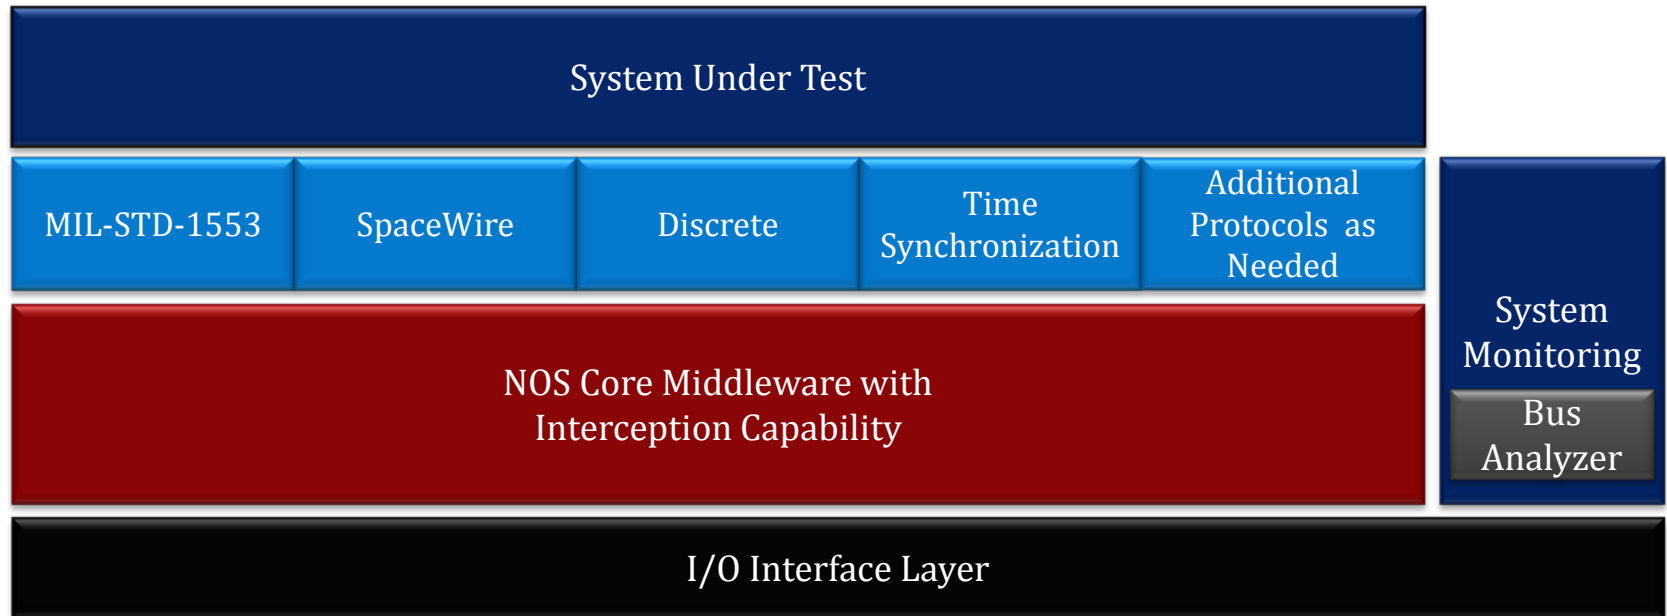 System Under Test
MIL-STD-1553
SpaceWire
Discrete
Time
Synchronization
Additional
Protocols as
Needed
System
Monitoring
NOS Core Middleware with
Interception Capability
Bus
Analyzer
I/O Interface Layer